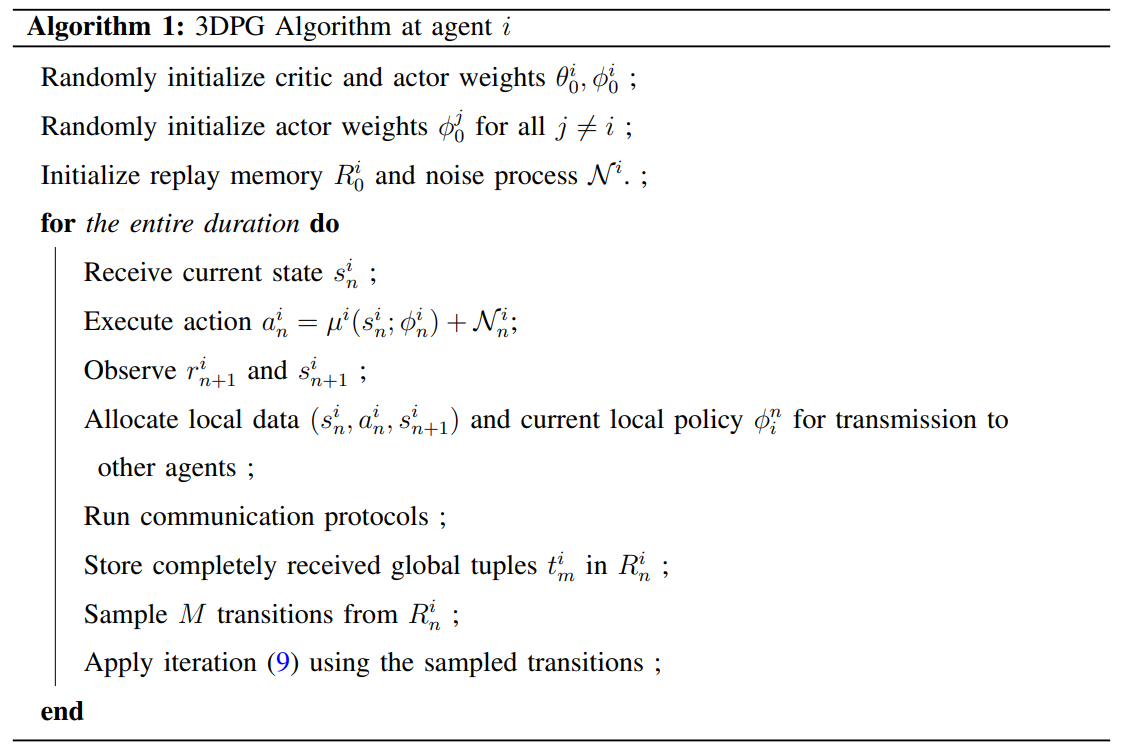 Algorithm 1: 3DPG Algorithm at agent $i$
Randomly initialize critic and actor weights $\theta_0^i, \phi_0^i$ ;
Randomly initialize actor weights $\phi_0^j$ for all $j \neq i$ ;
Initialize replay memory $R_0^i$ and noise process $\mathcal{N}^i$. ;
for the entire duration do
Receive current state $s_n^i$ ;
Execute action $a_n^i = \mu^i(s_n^i; \phi_n^i) + \mathcal{N}_n^i$;
Observe $r_{n+1}^i$ and $s_{n+1}^i$ ;
Allocate local data $(s_n^i, a_n^i, s_{n+1}^i)$ and current local policy $\phi_i^n$ for transmission to
other agents ;
Run communication protocols ;
Store completely received global tuples $t_m^i$ in $R_n^i$ ;
Sample $M$ transitions from $R_n^i$ ;
Apply iteration (9) using the sampled transitions ;
end